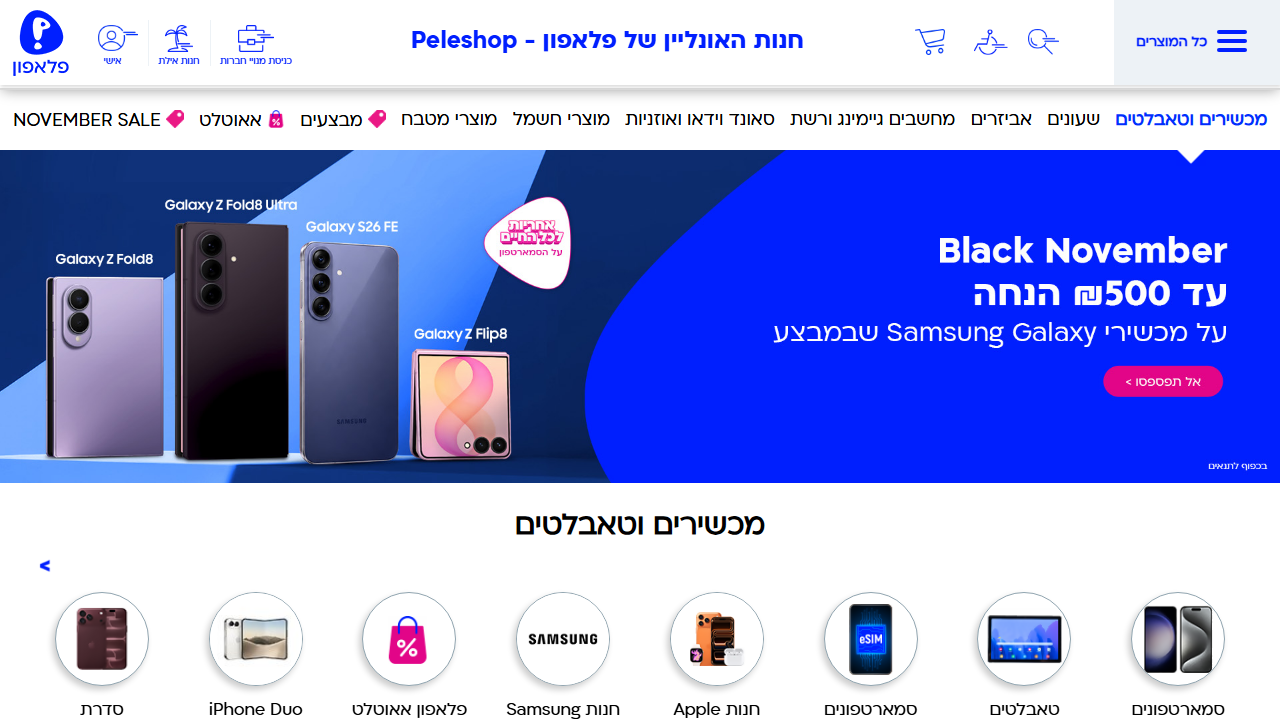 כל המוצרים
חנות האונליין של פלאפון - Peleshop
כניסת מנויי חברות
חנות אילת
אישי
פלאפון
מכשירים וטאבלטים
שעונים
אביזרים
מחשבים גיימינג ורשת
סאונד וידאו ואוזניות
מוצרי חשמל
מוצרי מטבח
מבצעים
אאוטלט
NOVEMBER SALE
Black November
עד 500₪ הנחה
על מכשירי Samsung Galaxy שבמבצע
אל תפספסו >
בכפוף לתנאים
אחריות
לכל החיים
על הסמארטפון
Galaxy Z Fold8
Galaxy Z Fold8 Ultra
Galaxy S26 FE
SAMSUNG
Galaxy Z Flip8
מכשירים וטאבלטים
>
eSIM
SAMSUNG
%
סמארטפונים
טאבלטים
סמארטפונים
חנות Apple
חנות Samsung
פלאפון אאוטלט
iPhone Duo
סדרת